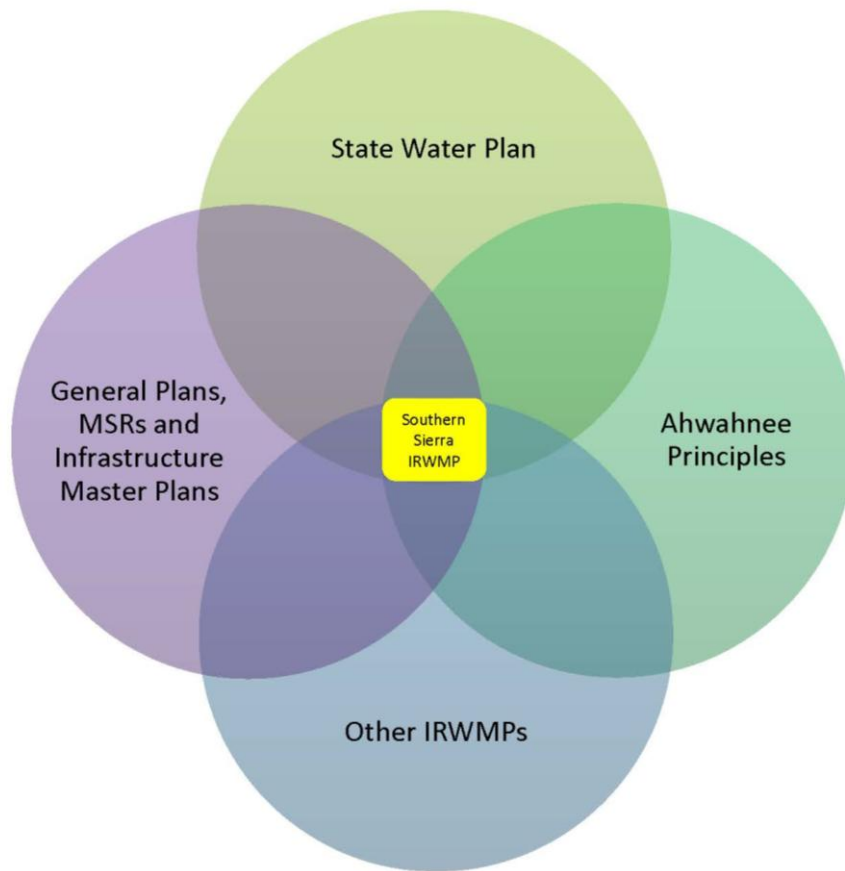 State Water Plan
General Plans,
MSRs and
Infrastructure
Master Plans
Southern
Sierra
IRWMP
Ahwahnee
Principles
Other IRWMPs